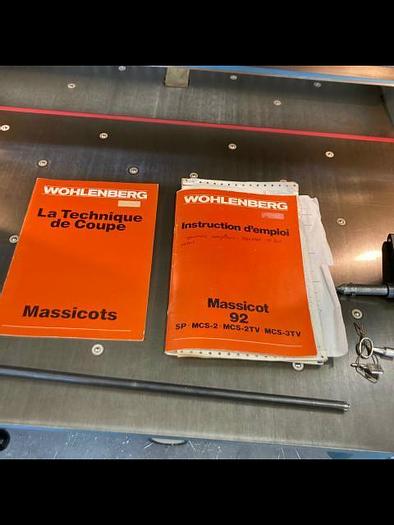 WOHLENBERG
La Technique
de Coupe
Massicots
WOHLENBERG
Instruction d'emploi
Massicot
92
SP · MCS-2 · MCS-2TV · MCS-3TV